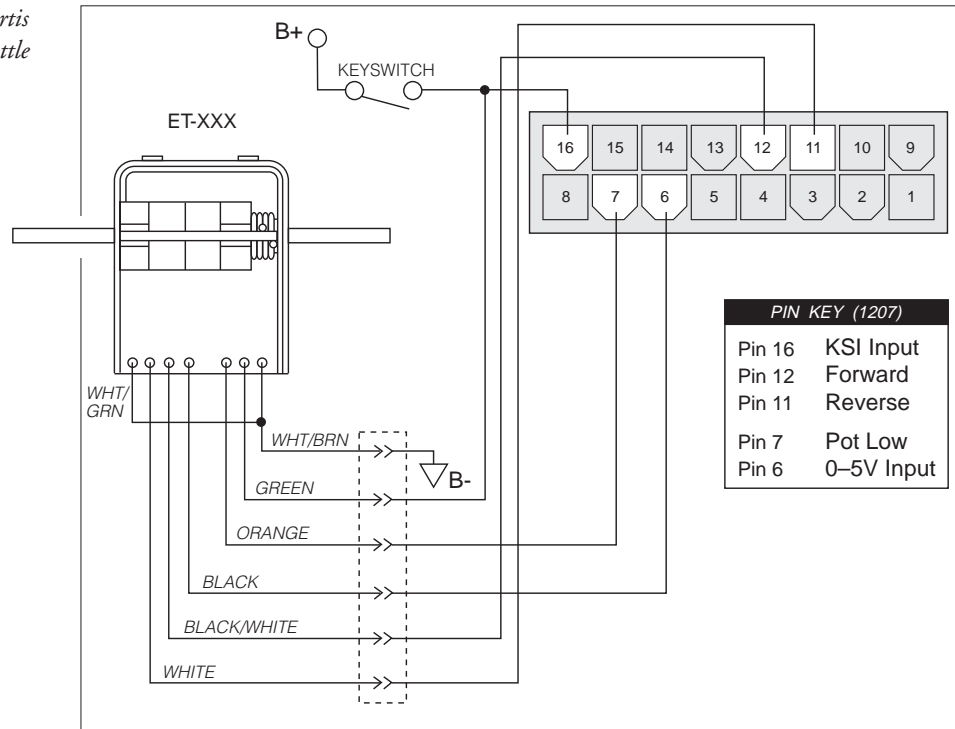 rtis
ttle
B+
KEYSWITCH
ET-XXX
16 15 14 13 12 11 10 9
8 7 6 5 4 3 2 1
PIN KEY (1207)
Pin 16 KSI Input
Pin 12 Forward
Pin 11 Reverse
Pin 7 Pot Low
Pin 6 0–5V Input
WHT/
GRN
WHT/BRN
B-
GREEN
ORANGE
BLACK
BLACK/WHITE
WHITE